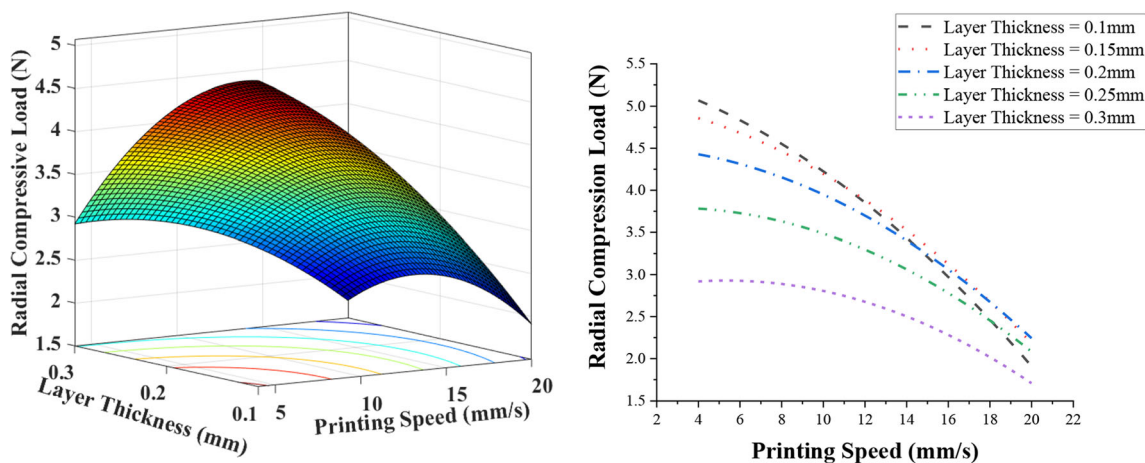 Radial Compressive Load (N)
5
4.5
4
3.5
3
2.5
2
1.5
0.3
0.2
0.1
Layer Thickness (mm)
5
10
15
20
Printing Speed (mm/s)
Layer Thickness = 0.1mm
Layer Thickness = 0.15mm
Layer Thickness = 0.2mm
Layer Thickness = 0.25mm
Layer Thickness = 0.3mm
Radial Compression Load (N)
5.5
5.0
4.5
4.0
3.5
3.0
2.5
2.0
1.5
2 4 6 8 10 12 14 16 18 20 22
Printing Speed (mm/s)